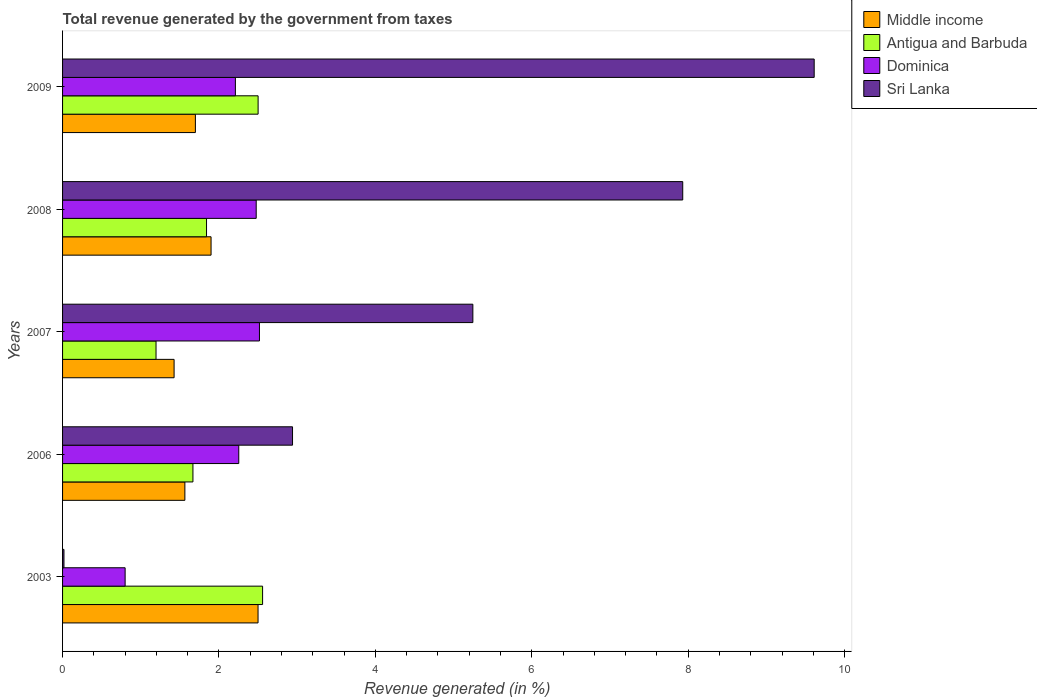 Total revenue generated by the government from taxes
Middle income
Antigua and Barbuda
Dominica
Sri Lanka
Years
2009
2008
2007
2006
2003
0
2
4
6
8
10
Revenue generated (in %)